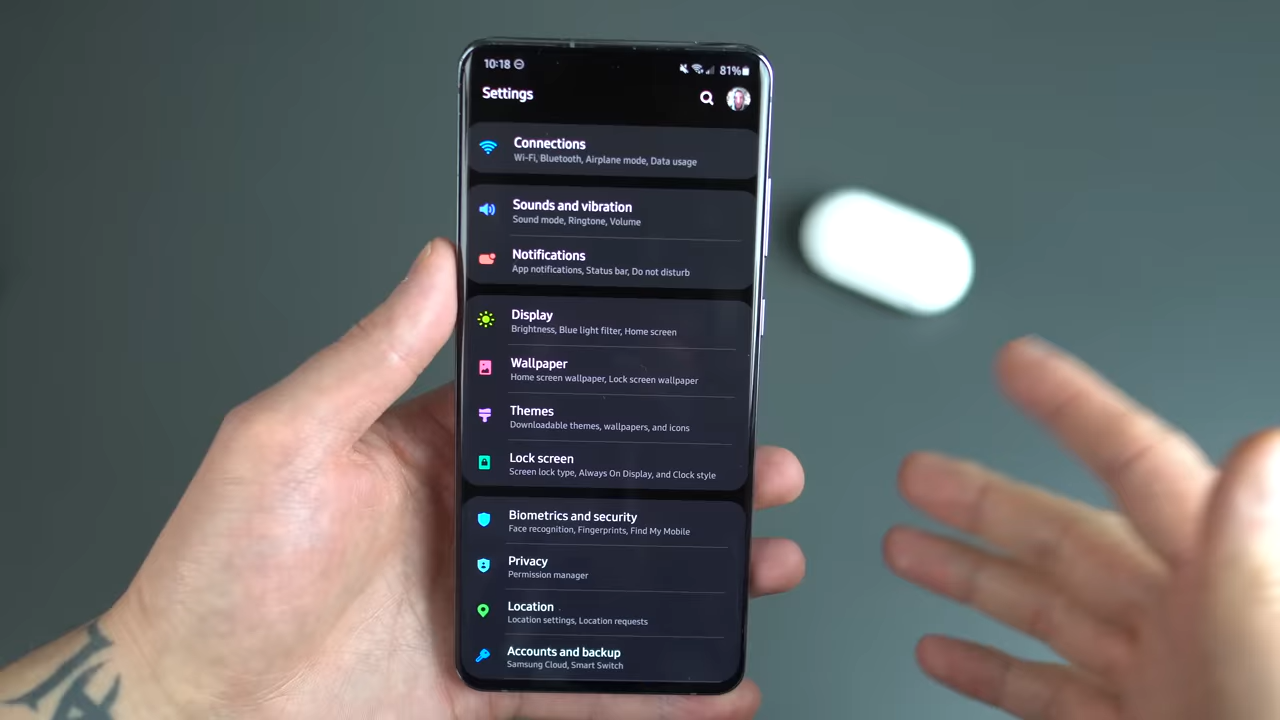 10:18
81%
Settings
Connections
Wi-Fi, Bluetooth, Airplane mode, Data usage
Sounds and vibration
Sound mode, Ringtone, Volume
Notifications
App notifications, Status bar, Do not disturb
Display
Brightness, Blue light filter, Home screen
Wallpaper
Home screen wallpaper, Lock screen wallpaper
Themes
Downloadable themes, wallpapers, and icons
Lock screen
Screen lock type, Always On Display, and Clock style
Biometrics and security
Face recognition, Fingerprints, Find My Mobile
Privacy
Permission manager
Location
Location settings, Location requests
Accounts and backup
Samsung Cloud, Smart Switch